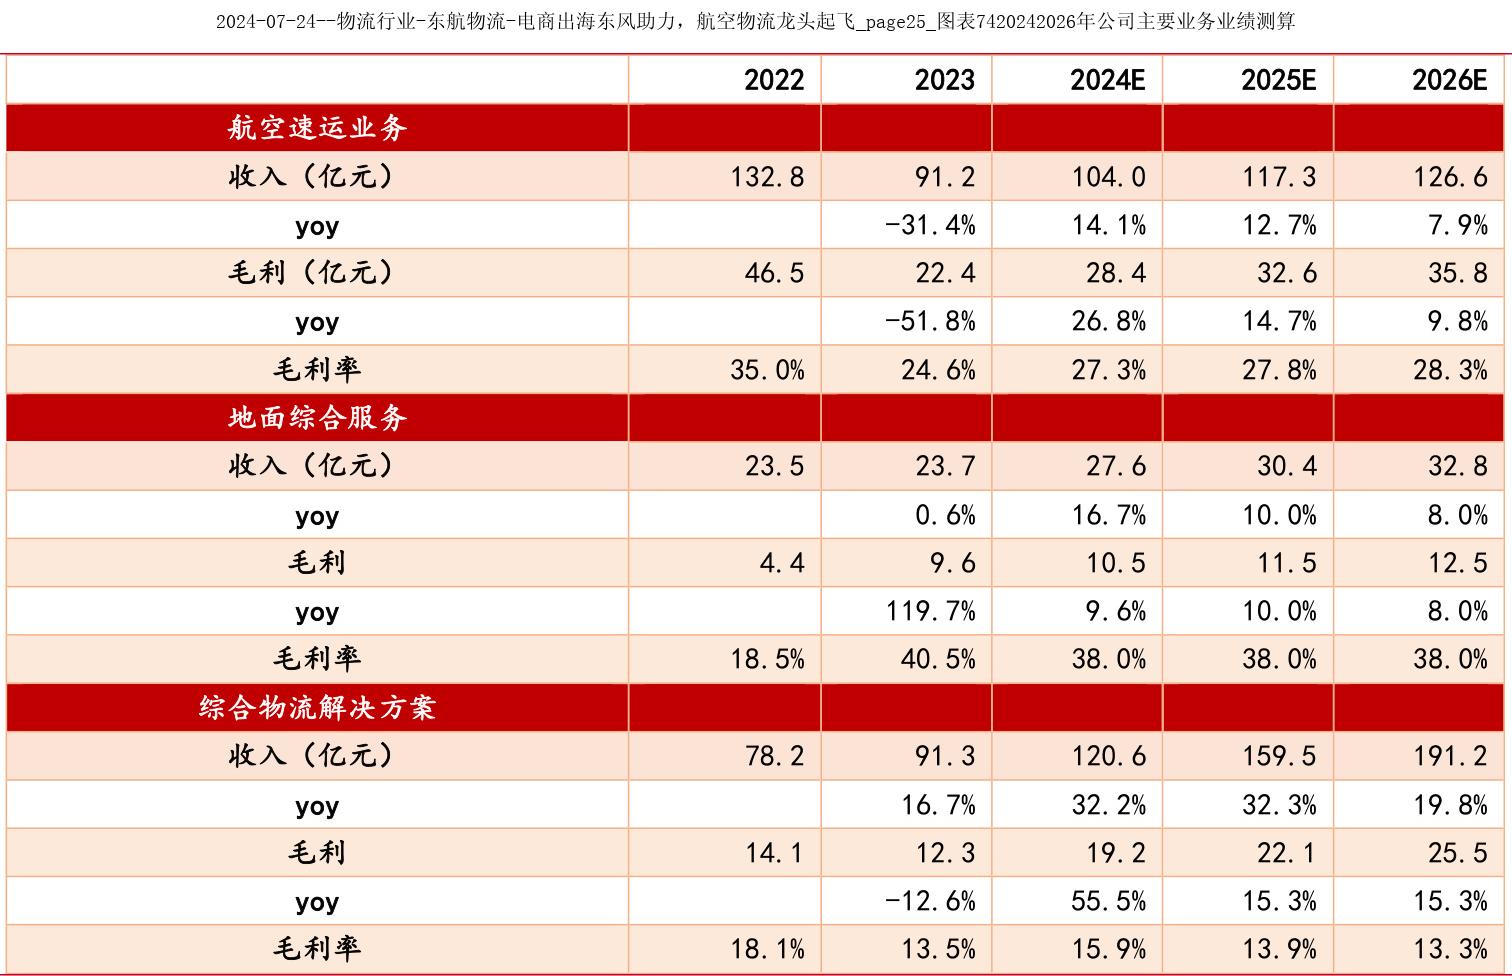 2024-07-24--物流行业-东航物流-电商出海东风助力，航空物流龙头起飞_page25_图表7420242026年公司主要业务业绩测算
2022 2023 2024E 2025E 2026E
航空速运业务
收入（亿元） 132.8 91.2 104.0 117.3 126.6
yoy -31.4% 14.1% 12.7% 7.9%
毛利（亿元） 46.5 22.4 28.4 32.6 35.8
yoy -51.8% 26.8% 14.7% 9.8%
毛利率 35.0% 24.6% 27.3% 27.8% 28.3%
地面综合服务
收入（亿元） 23.5 23.7 27.6 30.4 32.8
yoy 0.6% 16.7% 10.0% 8.0%
毛利 4.4 9.6 10.5 11.5 12.5
yoy 119.7% 9.6% 10.0% 8.0%
毛利率 18.5% 40.5% 38.0% 38.0% 38.0%
综合物流解决方案
收入（亿元） 78.2 91.3 120.6 159.5 191.2
yoy 16.7% 32.2% 32.3% 19.8%
毛利 14.1 12.3 19.2 22.1 25.5
yoy -12.6% 55.5% 15.3% 15.3%
毛利率 18.1% 13.5% 15.9% 13.9% 13.3%